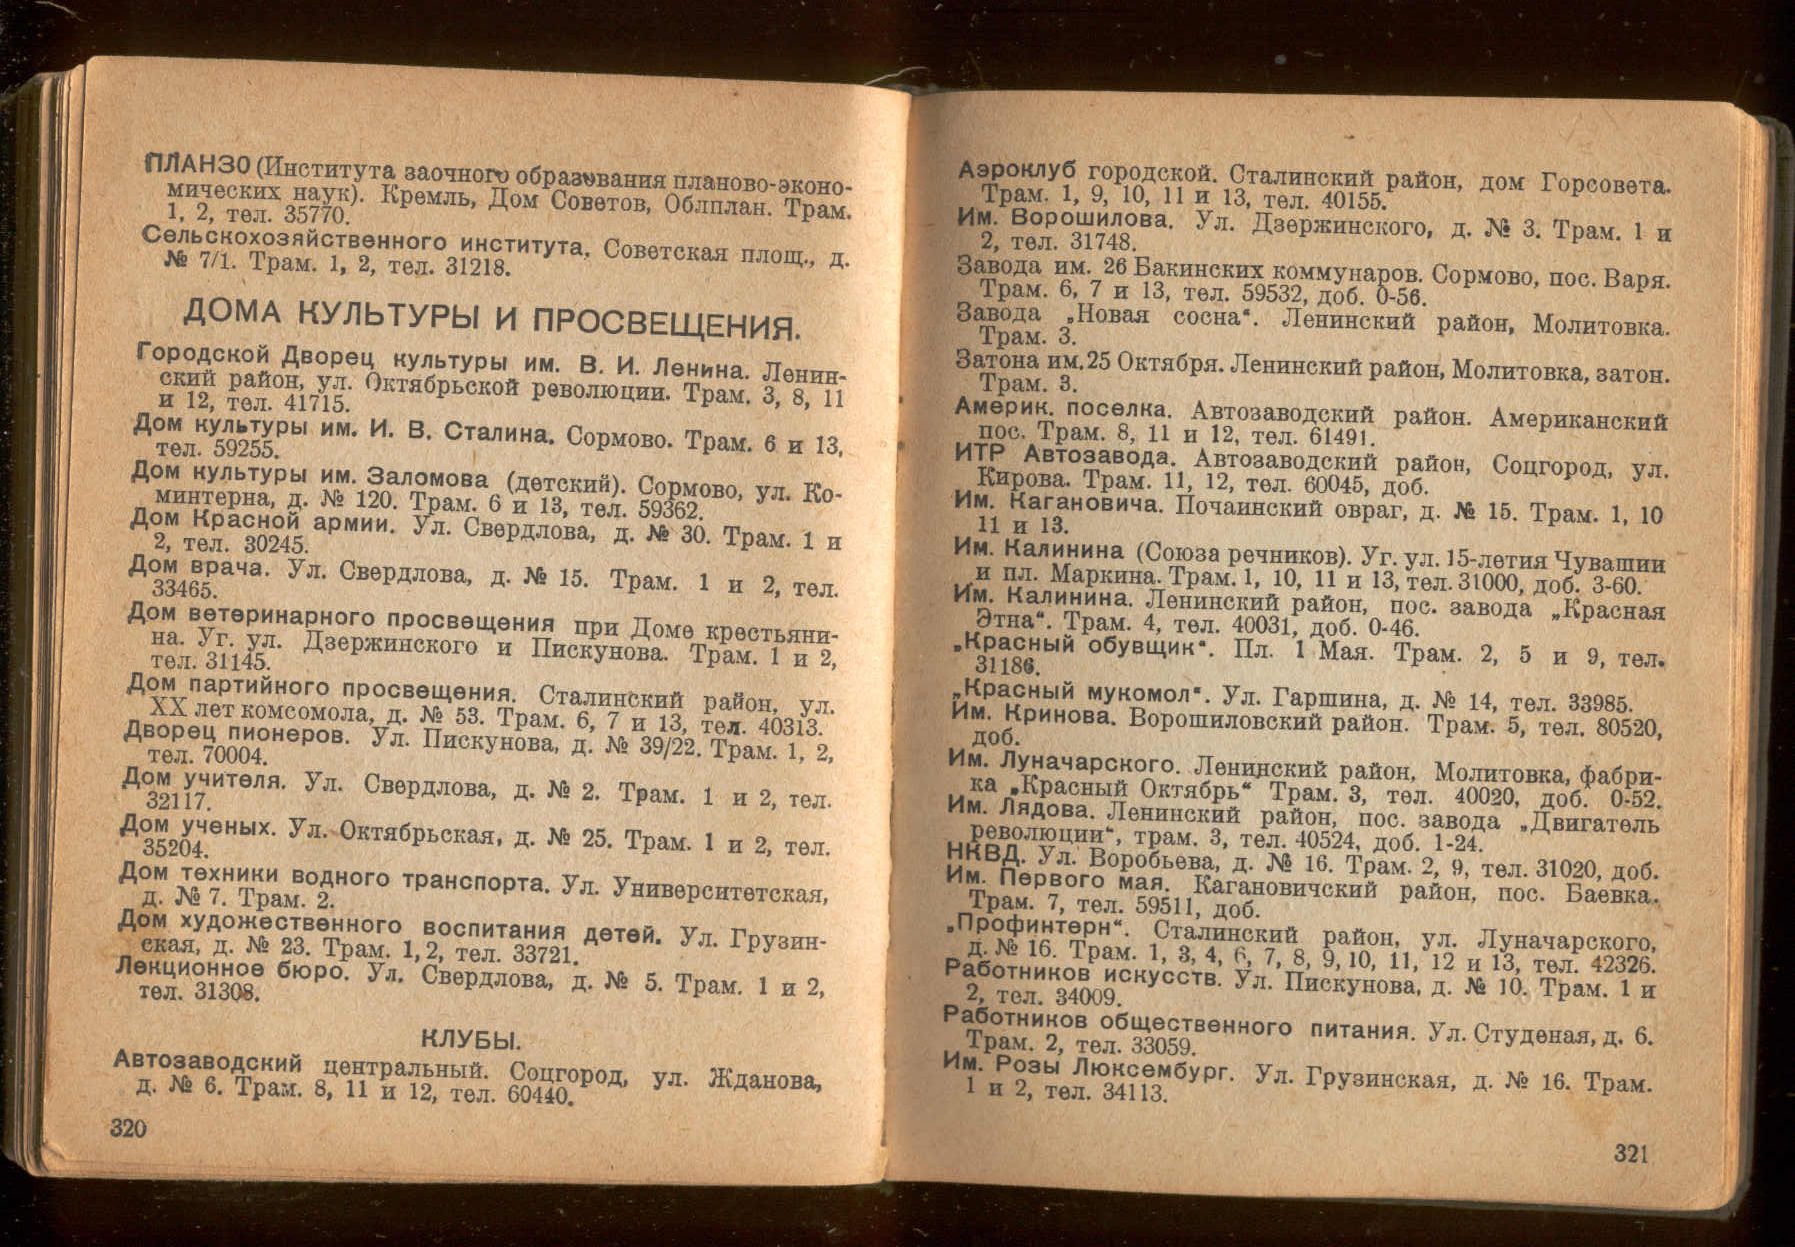 ПЛАНЗО (Института заочного образования планово-эконо-
мических наук). Кремль, Дом Советов, Облплан. Трам.
1, 2, тел. 35770.
Сельскохозяйственного института. Советская площ., д.
№ 7/1. Трам. 1, 2, тел. 31218.
ДОМА КУЛЬТУРЫ И ПРОСВЕЩЕНИЯ.
Городской Дворец культуры им. В. И. Ленина. Ленин-
ский район, ул. Октябрьской революции. Трам. 3, 8, 11
и 12, тел. 41715.
Дом культуры им. И. В. Сталина. Сормово. Трам. 6 и 13,
тел. 59255.
Дом культуры им. Заломова (детский). Сормово, ул. Ко-
минтерна, д. № 120. Трам. 6 и 13, тел. 59362.
Дом Красной армии. Ул. Свердлова, д. № 30. Трам. 1 и
2, тел. 30245.
Дом врача. Ул. Свердлова, д. № 15. Трам. 1 и 2, тел.
33465.
Дом ветеринарного просвещения при Доме крестьяни-
на. Уг. ул. Дзержинского и Пискунова. Трам. 1 и 2,
тел. 31145.
Дом партийного просвещения. Сталинский район, ул.
XX лет комсомола, д. № 53. Трам. 6, 7 и 13, тел. 40313.
Дворец пионеров. Ул. Пискунова, д. № 39/22. Трам. 1, 2,
тел. 70004.
Дом учителя. Ул. Свердлова, д. № 2. Трам. 1 и 2, тел.
32117.
Дом ученых. Ул. Октябрьская, д. № 25. Трам. 1 и 2, тел.
35204.
Дом техники водного транспорта. Ул. Университетская,
д. № 7. Трам. 2.
Дом художественного воспитания детей. Ул. Грузин-
ская, д. № 23. Трам. 1, 2, тел. 33721.
Лекционное бюро. Ул. Свердлова, д. № 5. Трам. 1 и 2,
тел. 31308.
КЛУБЫ.
Автозаводский центральный. Соцгород, ул. Жданова,
д. № 6. Трам. 8, 11 и 12, тел. 60440.
320
Аэроклуб городской. Сталинский район, дом Горсовета.
Трам. 1, 9, 10, 11 и 13, тел. 40155.
Им. Ворошилова. Ул. Дзержинского, д. № 3. Трам. 1 и
2, тел. 31748.
Завода им. 26 Бакинских коммунаров. Сормово, пос. Варя.
Трам. 6, 7 и 13, тел. 59532, доб. 0-56.
Завода „Новая сосна“. Ленинский район, Молитовка.
Трам. 3.
Затона им. 25 Октября. Ленинский район, Молитовка, затон.
Трам. 3.
Америк. поселка. Автозаводский район. Американский
пос. Трам. 8, 11 и 12, тел. 61491.
ИТР Автозавода. Автозаводский район, Соцгород, ул.
Кирова. Трам. 11, 12, тел. 60045, доб.
Им. Кагановича. Почаинский овраг, д. № 15. Трам. 1, 10
11 и 13.
Им. Калинина (Союза речников). Уг. ул. 15-летия Чувашии
и пл. Маркина. Трам. 1, 10, 11 и 13, тел. 31000, доб. 3-60.
Им. Калинина. Ленинский район, пос. завода „Красная
Этна“. Трам. 4, тел. 40031, доб. 0-46.
„Красный обувщик“. Пл. 1 Мая. Трам. 2, 5 и 9, тел.
31186.
„Красный мукомол“. Ул. Гаршина, д. № 14, тел. 33985.
Им. Кринова. Ворошиловский район. Трам. 5, тел. 80520,
доб.
Им. Луначарского. Ленинский район, Молитовка, фабри-
ка „Красный Октябрь“ Трам. 3, тел. 40020, доб. 0-52.
Им. Лядова. Ленинский район, пос. завода „Двигатель
революции“, трам. 3, тел. 40524, доб. 1-24.
НКВД. Ул. Воробьева, д. № 16. Трам. 2, 9, тел. 31020, доб.
Им. Первого мая. Кагановичский район, пос. Баевка.
Трам. 7, тел. 59511, доб.
„Профинтерн“. Сталинский район, ул. Луначарского,
д. № 16. Трам. 1, 3, 4, 6, 7, 8, 9, 10, 11, 12 и 13, тел. 42326.
Работников искусств. Ул. Пискунова, д. № 10. Трам. 1 и
2, тел. 34009.
Работников общественного питания. Ул. Студеная, д. 6.
Трам. 2, тел. 33059.
Им. Розы Люксембург. Ул. Грузинская, д. № 16. Трам.
1 и 2, тел. 34113.
321